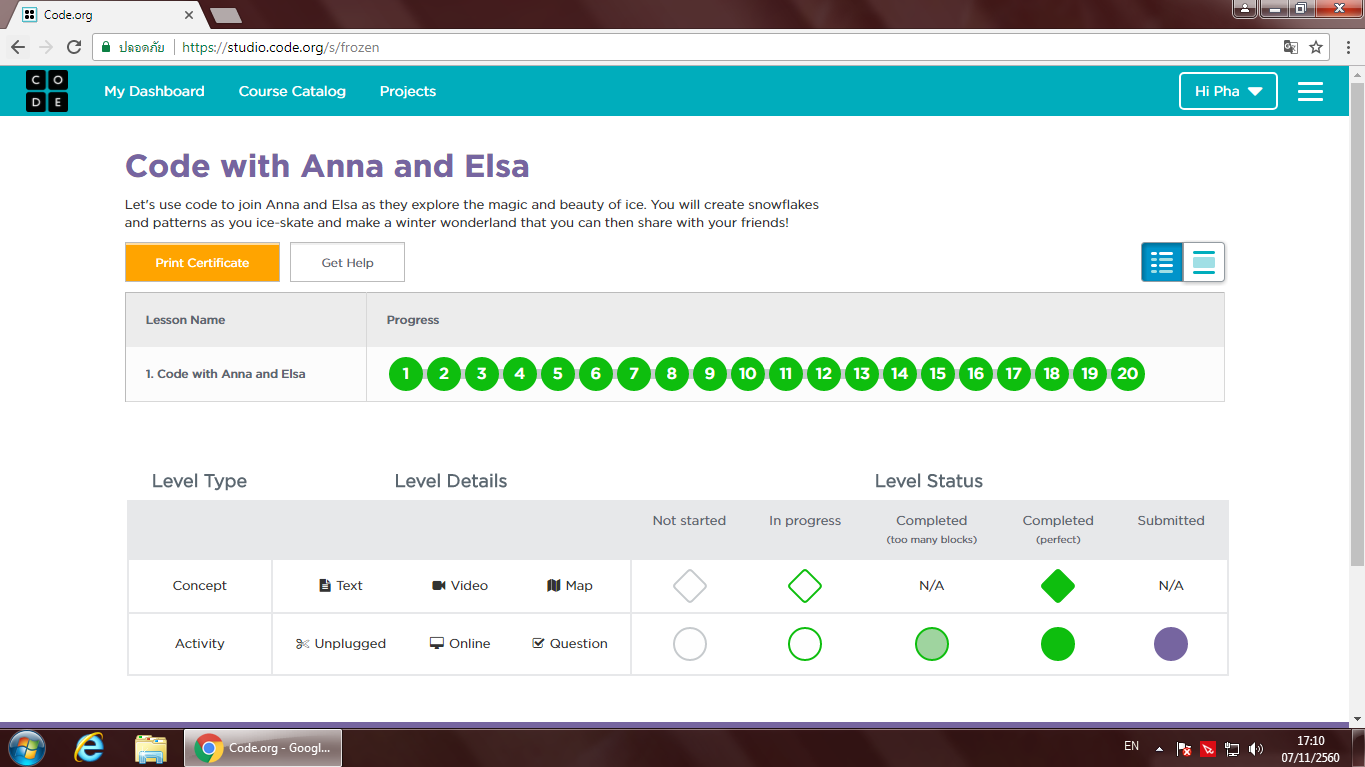 Code.org
ปลอดภัย https://studio.code.org/s/frozen
C O
D E
My Dashboard Course Catalog Projects Hi Pha
Code with Anna and Elsa
Let's use code to join Anna and Elsa as they explore the magic and beauty of ice. You will create snowflakes
and patterns as you ice-skate and make a winter wonderland that you can then share with your friends!
Print Certificate Get Help
Lesson Name Progress
1. Code with Anna and Elsa 1 2 3 4 5 6 7 8 9 10 11 12 13 14 15 16 17 18 19 20
Level Type Level Details Level Status
Not started In progress Completed Completed Submitted
(too many blocks) (perfect)
Concept Text Video Map N/A N/A
Activity Unplugged Online Question
Code.org - Googl... EN 17:10
07/11/2560